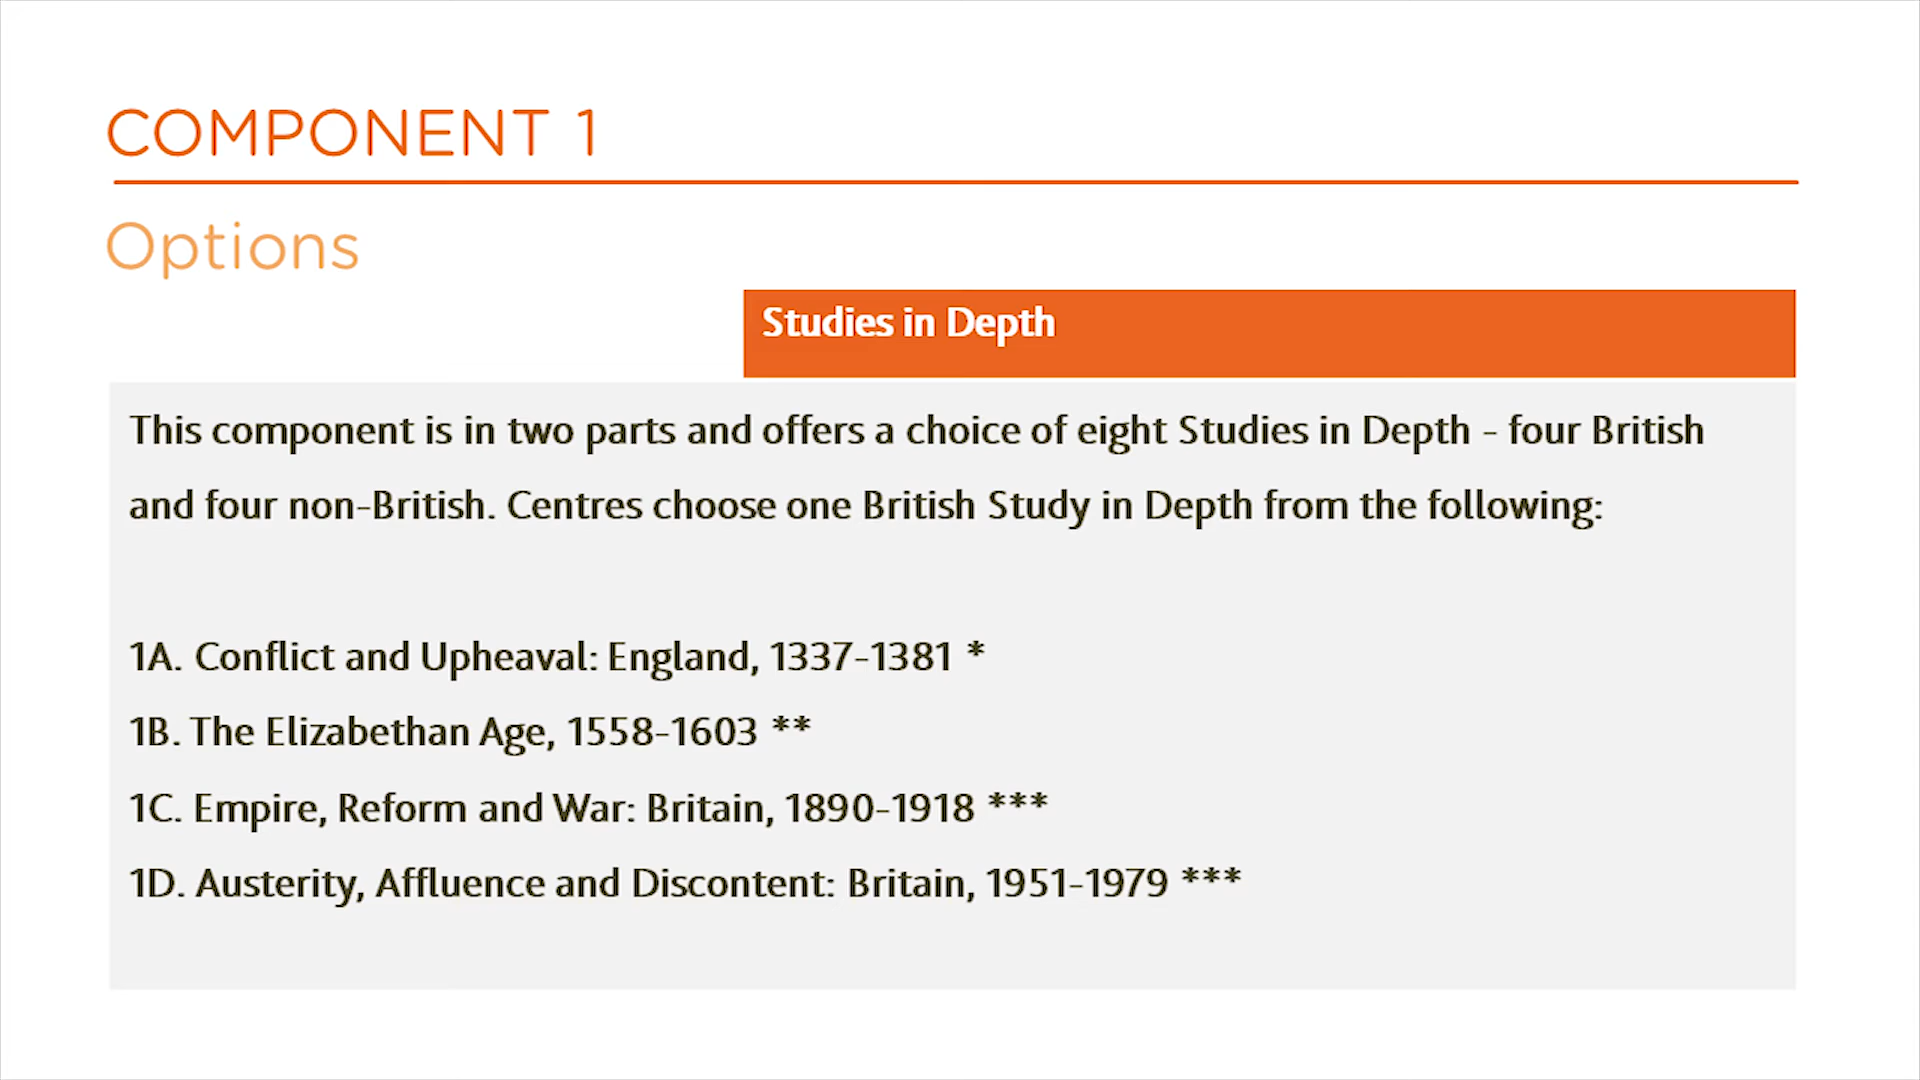 COMPONENT 1
Options
Studies in Depth
This component is in two parts and offers a choice of eight Studies in Depth - four British
and four non-British. Centres choose one British Study in Depth from the following:
1A. Conflict and Upheaval: England, 1337-1381 *
1B. The Elizabethan Age, 1558-1603 **
1C. Empire, Reform and War: Britain, 1890-1918 ***
1D. Austerity, Affluence and Discontent: Britain, 1951-1979 ***